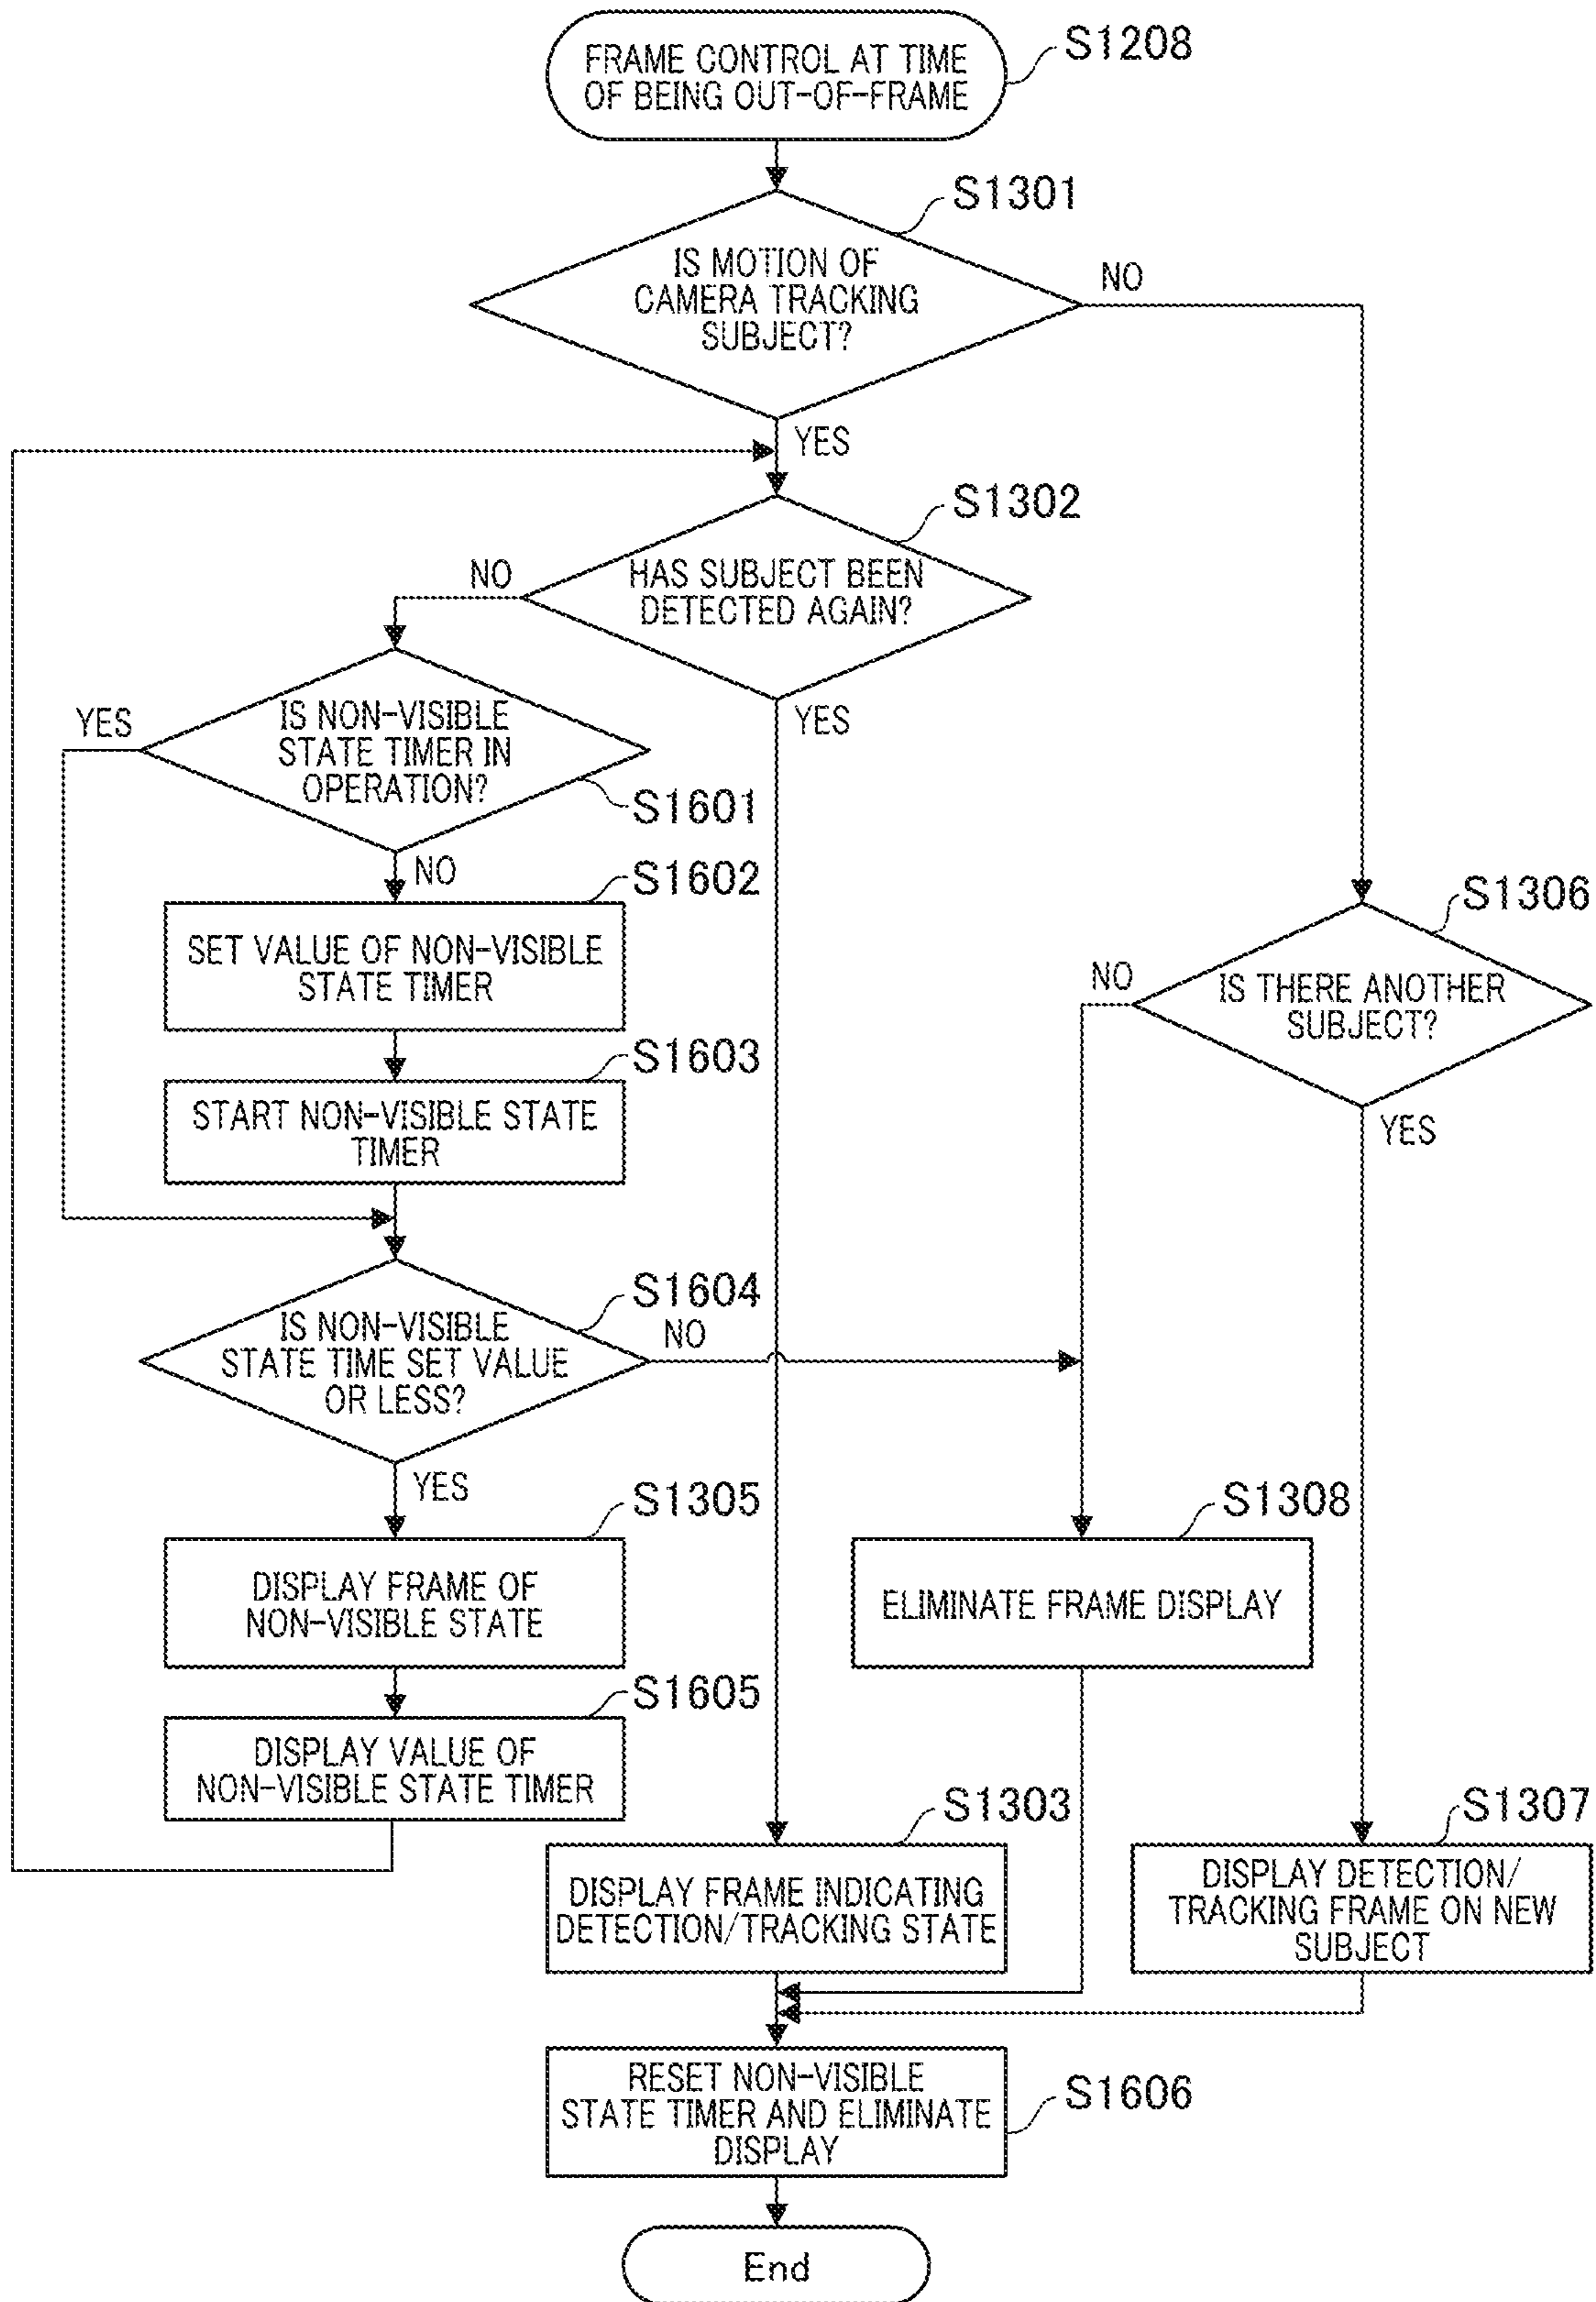 FRAME CONTROL AT TIME
OF BEING OUT-OF-FRAME
S1208
S1301
IS MOTION OF
CAMERA TRACKING
SUBJECT?
NO
YES
S1302
HAS SUBJECT BEEN
DETECTED AGAIN?
NO
YES
IS NON-VISIBLE
STATE TIMER IN
OPERATION?
YES
S1601
NO
S1602
SET VALUE OF NON-VISIBLE
STATE TIMER
S1306
IS THERE ANOTHER
SUBJECT?
NO
YES
S1603
START NON-VISIBLE STATE
TIMER
S1604
IS NON-VISIBLE
STATE TIME SET VALUE
OR LESS?
NO
YES
S1305
DISPLAY FRAME OF
NON-VISIBLE STATE
S1308
ELIMINATE FRAME DISPLAY
S1605
DISPLAY VALUE OF
NON-VISIBLE STATE TIMER
S1303
DISPLAY FRAME INDICATING
DETECTION/TRACKING STATE
S1307
DISPLAY DETECTION/
TRACKING FRAME ON NEW
SUBJECT
RESET NON-VISIBLE
STATE TIMER AND ELIMINATE
DISPLAY
S1606
End